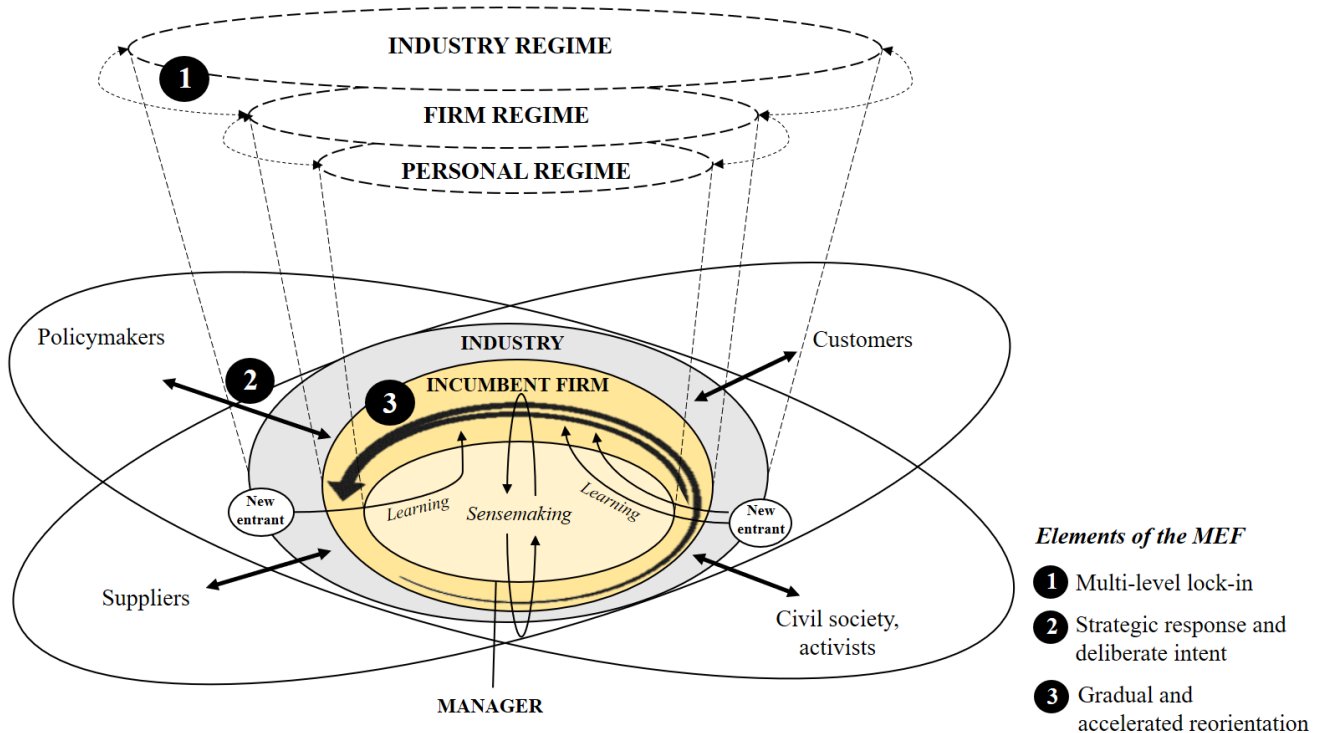 INDUSTRY REGIME
1
FIRM REGIME
PERSONAL REGIME
Policymakers
INDUSTRY
Customers
2
3
INCUMBENT FIRM
New
entrant
Learning
Sensemaking
Learning
New
entrant
Suppliers
Civil society,
activists
MANAGER
Elements of the MEF
1 Multi-level lock-in
2 Strategic response and
deliberate intent
3 Gradual and
accelerated reorientation